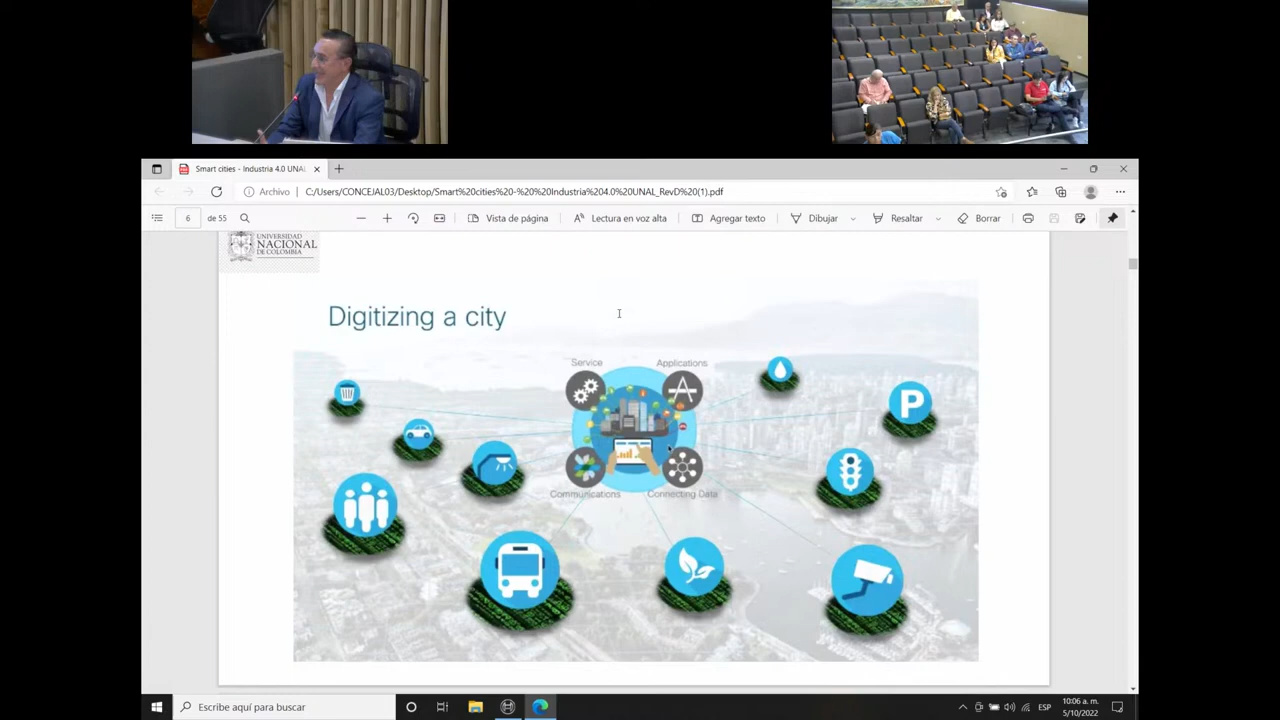 Smart cities - Industria 4.0 UNAL
Archivo C:/Users/CONCEJAL03/Desktop/Smart%20cities%20-%20%20Industria%204.0%20UNAL_RevD%20(1).pdf
6 de 55 Vista de página Lectura en voz alta Agregar texto Dibujar Resaltar Borrar
UNIVERSIDAD
NACIONAL
DE COLOMBIA
Digitizing a city
Service Applications
P
Communications Connecting Data
Escribe aquí para buscar
ESP
10:06 a. m.
5/10/2022